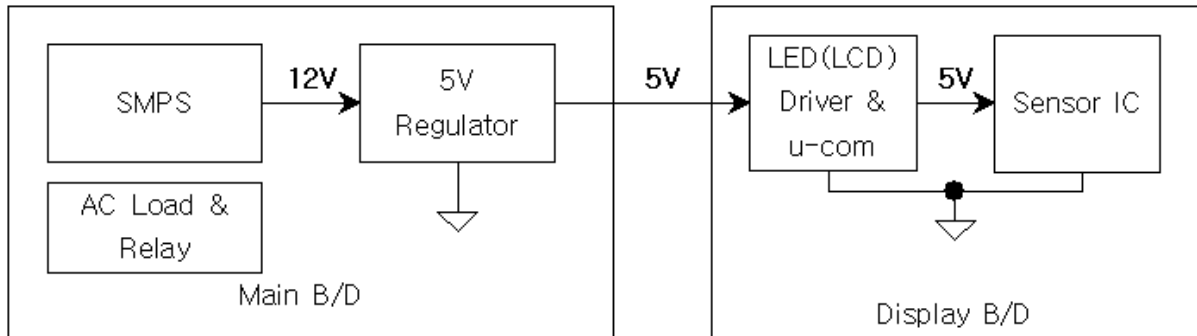 SMPS
12V
5V
Regulator
5V
LED(LCD)
Driver &
u-com
5V
Sensor IC
AC Load &
Relay
Main B/D
Display B/D